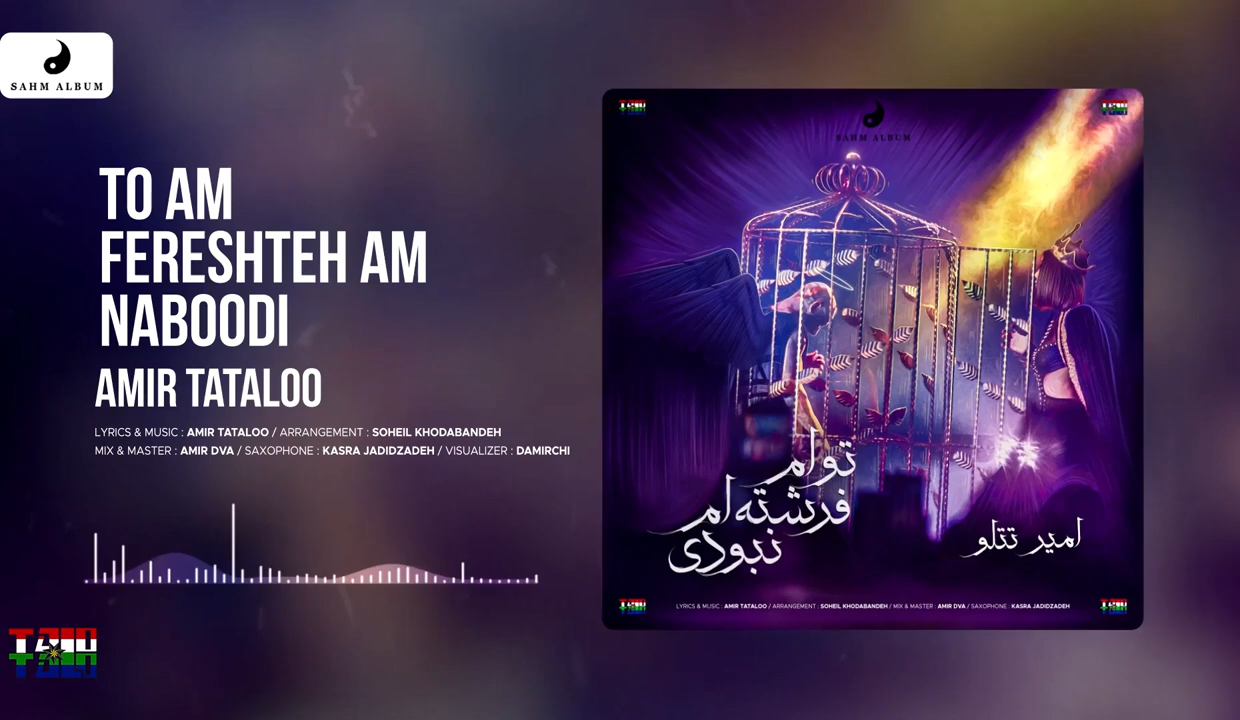 SAHM ALBUM
TO AM
FERESHTEH AM
NABOODI
AMIR TATALOO
LYRICS & MUSIC : AMIR TATALOO / ARRANGEMENT : SOHEIL KHODABANDEH
MIX & MASTER : AMIR DVA / SAXOPHONE : KASRA JADIDZADEH / VISUALIZER : DAMIRCHI
SAHM ALBUM
تو ام
فرشته ام
نبودی
امیر تتلو
LYRICS & MUSIC : AMIR TATALOO / ARRANGEMENT : SOHEIL KHODABANDEH / MIX & MASTER : AMIR DVA / SAXOPHONE : KASRA JADIDZADEH